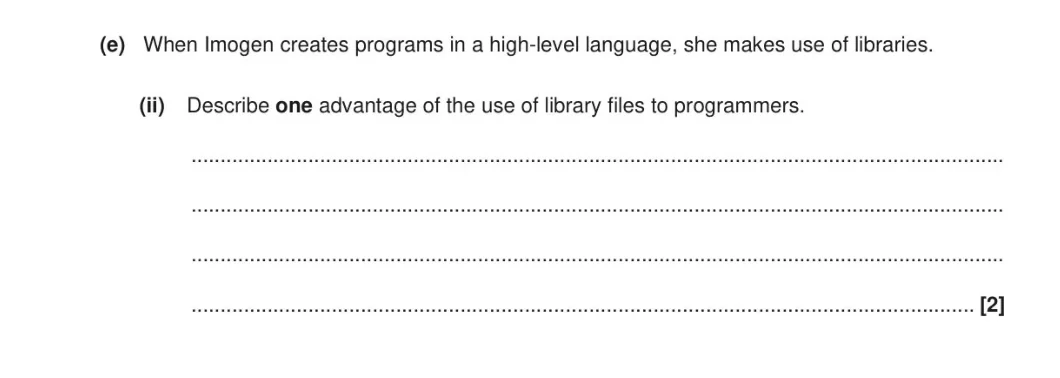 (e) When Imogen creates programs in a high-level language, she makes use of libraries.
(ii) Describe one advantage of the use of library files to programmers.
....................................................................................................................................................
....................................................................................................................................................
....................................................................................................................................................
............................................................................................................................................... [2]